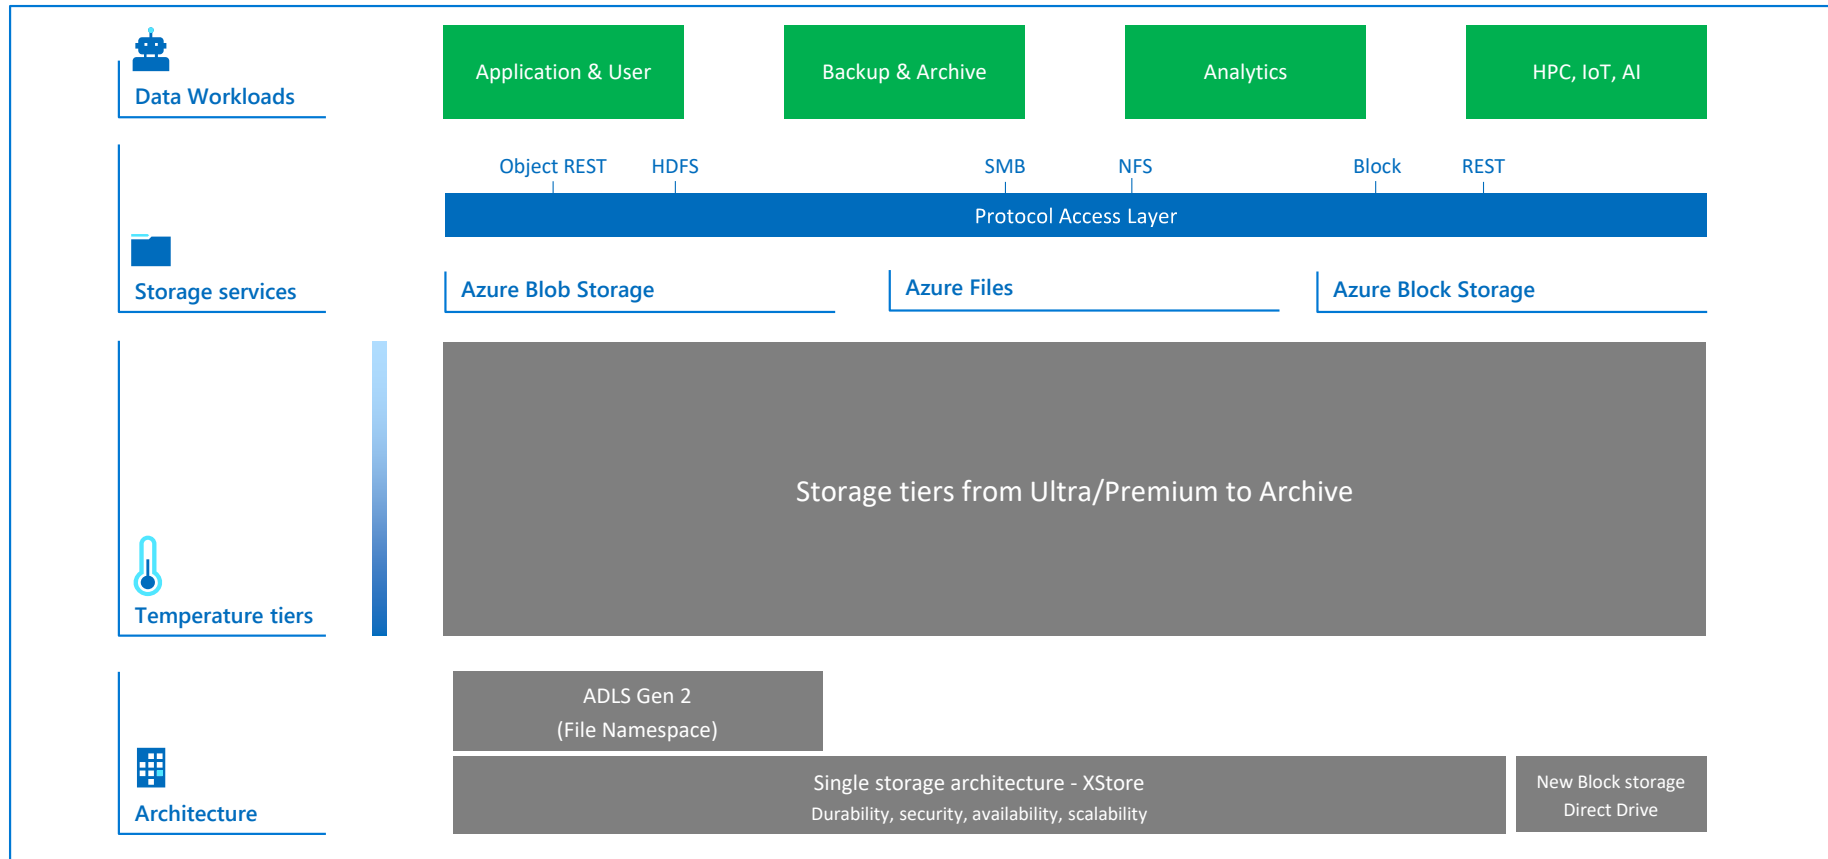 Data Workloads
Application & User
Backup & Archive
Analytics
HPC, IoT, AI
Object REST
HDFS
SMB
NFS
Block
REST
Protocol Access Layer
Storage services
Azure Blob Storage
Azure Files
Azure Block Storage
Storage tiers from Ultra/Premium to Archive
Temperature tiers
ADLS Gen 2
(File Namespace)
Architecture
Single storage architecture - XStore
Durability, security, availability, scalability
New Block storage
Direct Drive